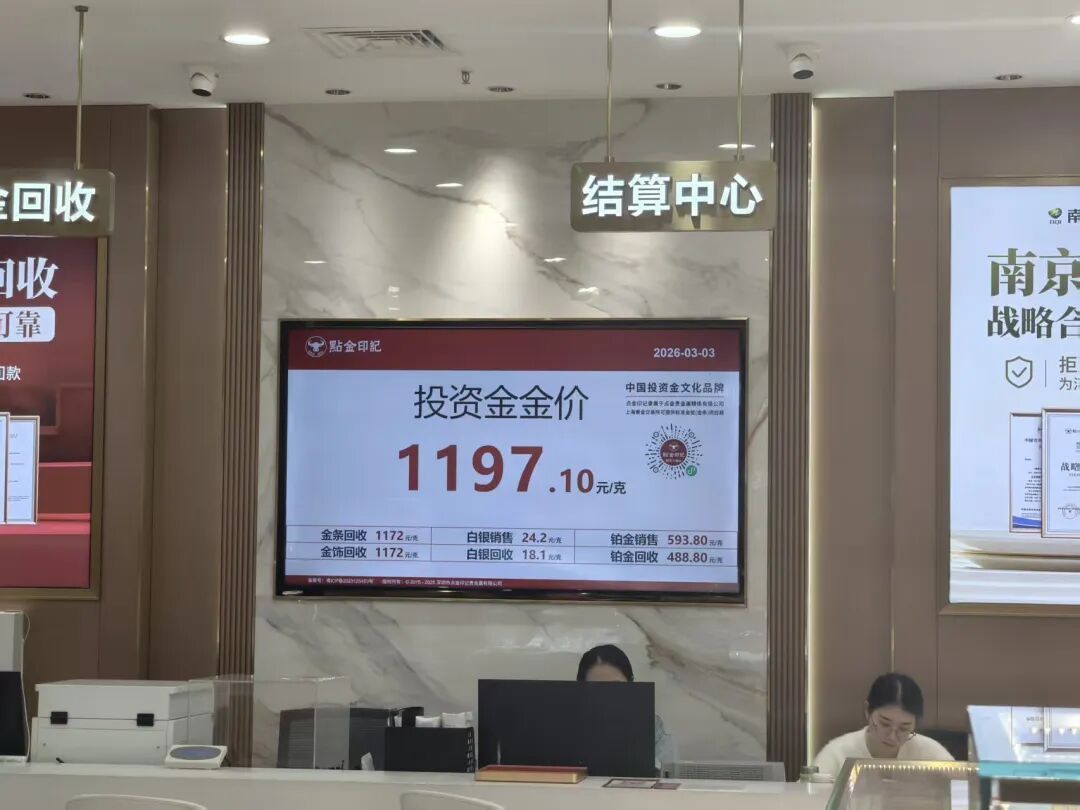 金回收
结算中心
回收
可靠
回款
點金印記
2026-03-03
投资金金价
1197.10元/克
中国投资金文化品牌
金条回收 1172元/克
白银销售 24.2元/克
铂金销售 593.80元/克
金饰回收 1172元/克
白银回收 18.1元/克
铂金回收 488.80元/克
南
南京
战略合
拒
为